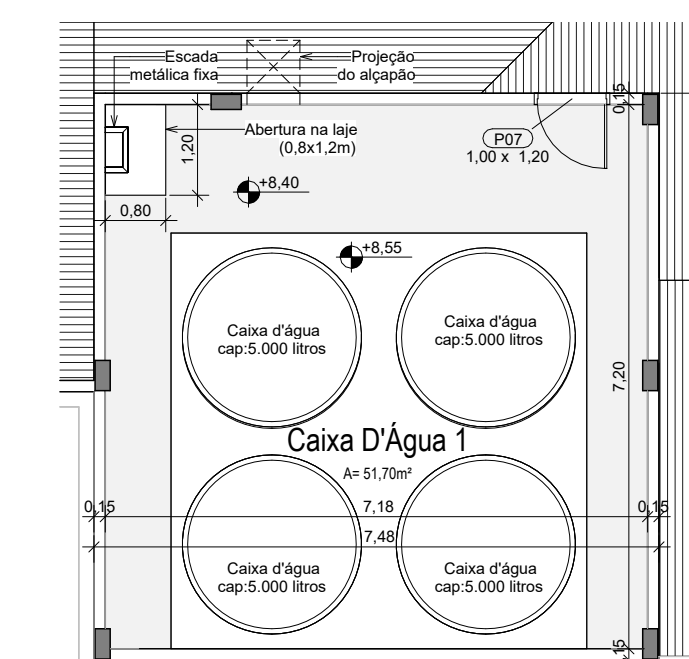 Escada
metálica fixa
Projeção
do alçapão
0,15
Abertura na laje
(0,8x1,2m)
P07
1,00 x 1,20
1,20
+8,40
0,80
+8,55
Caixa d'água
cap:5.000 litros
Caixa d'água
cap:5.000 litros
7,20
Caixa D'Água 1
A= 51,70m²
0,15
7,18
0,15
7,48
Caixa d'água
cap:5.000 litros
Caixa d'água
cap:5.000 litros